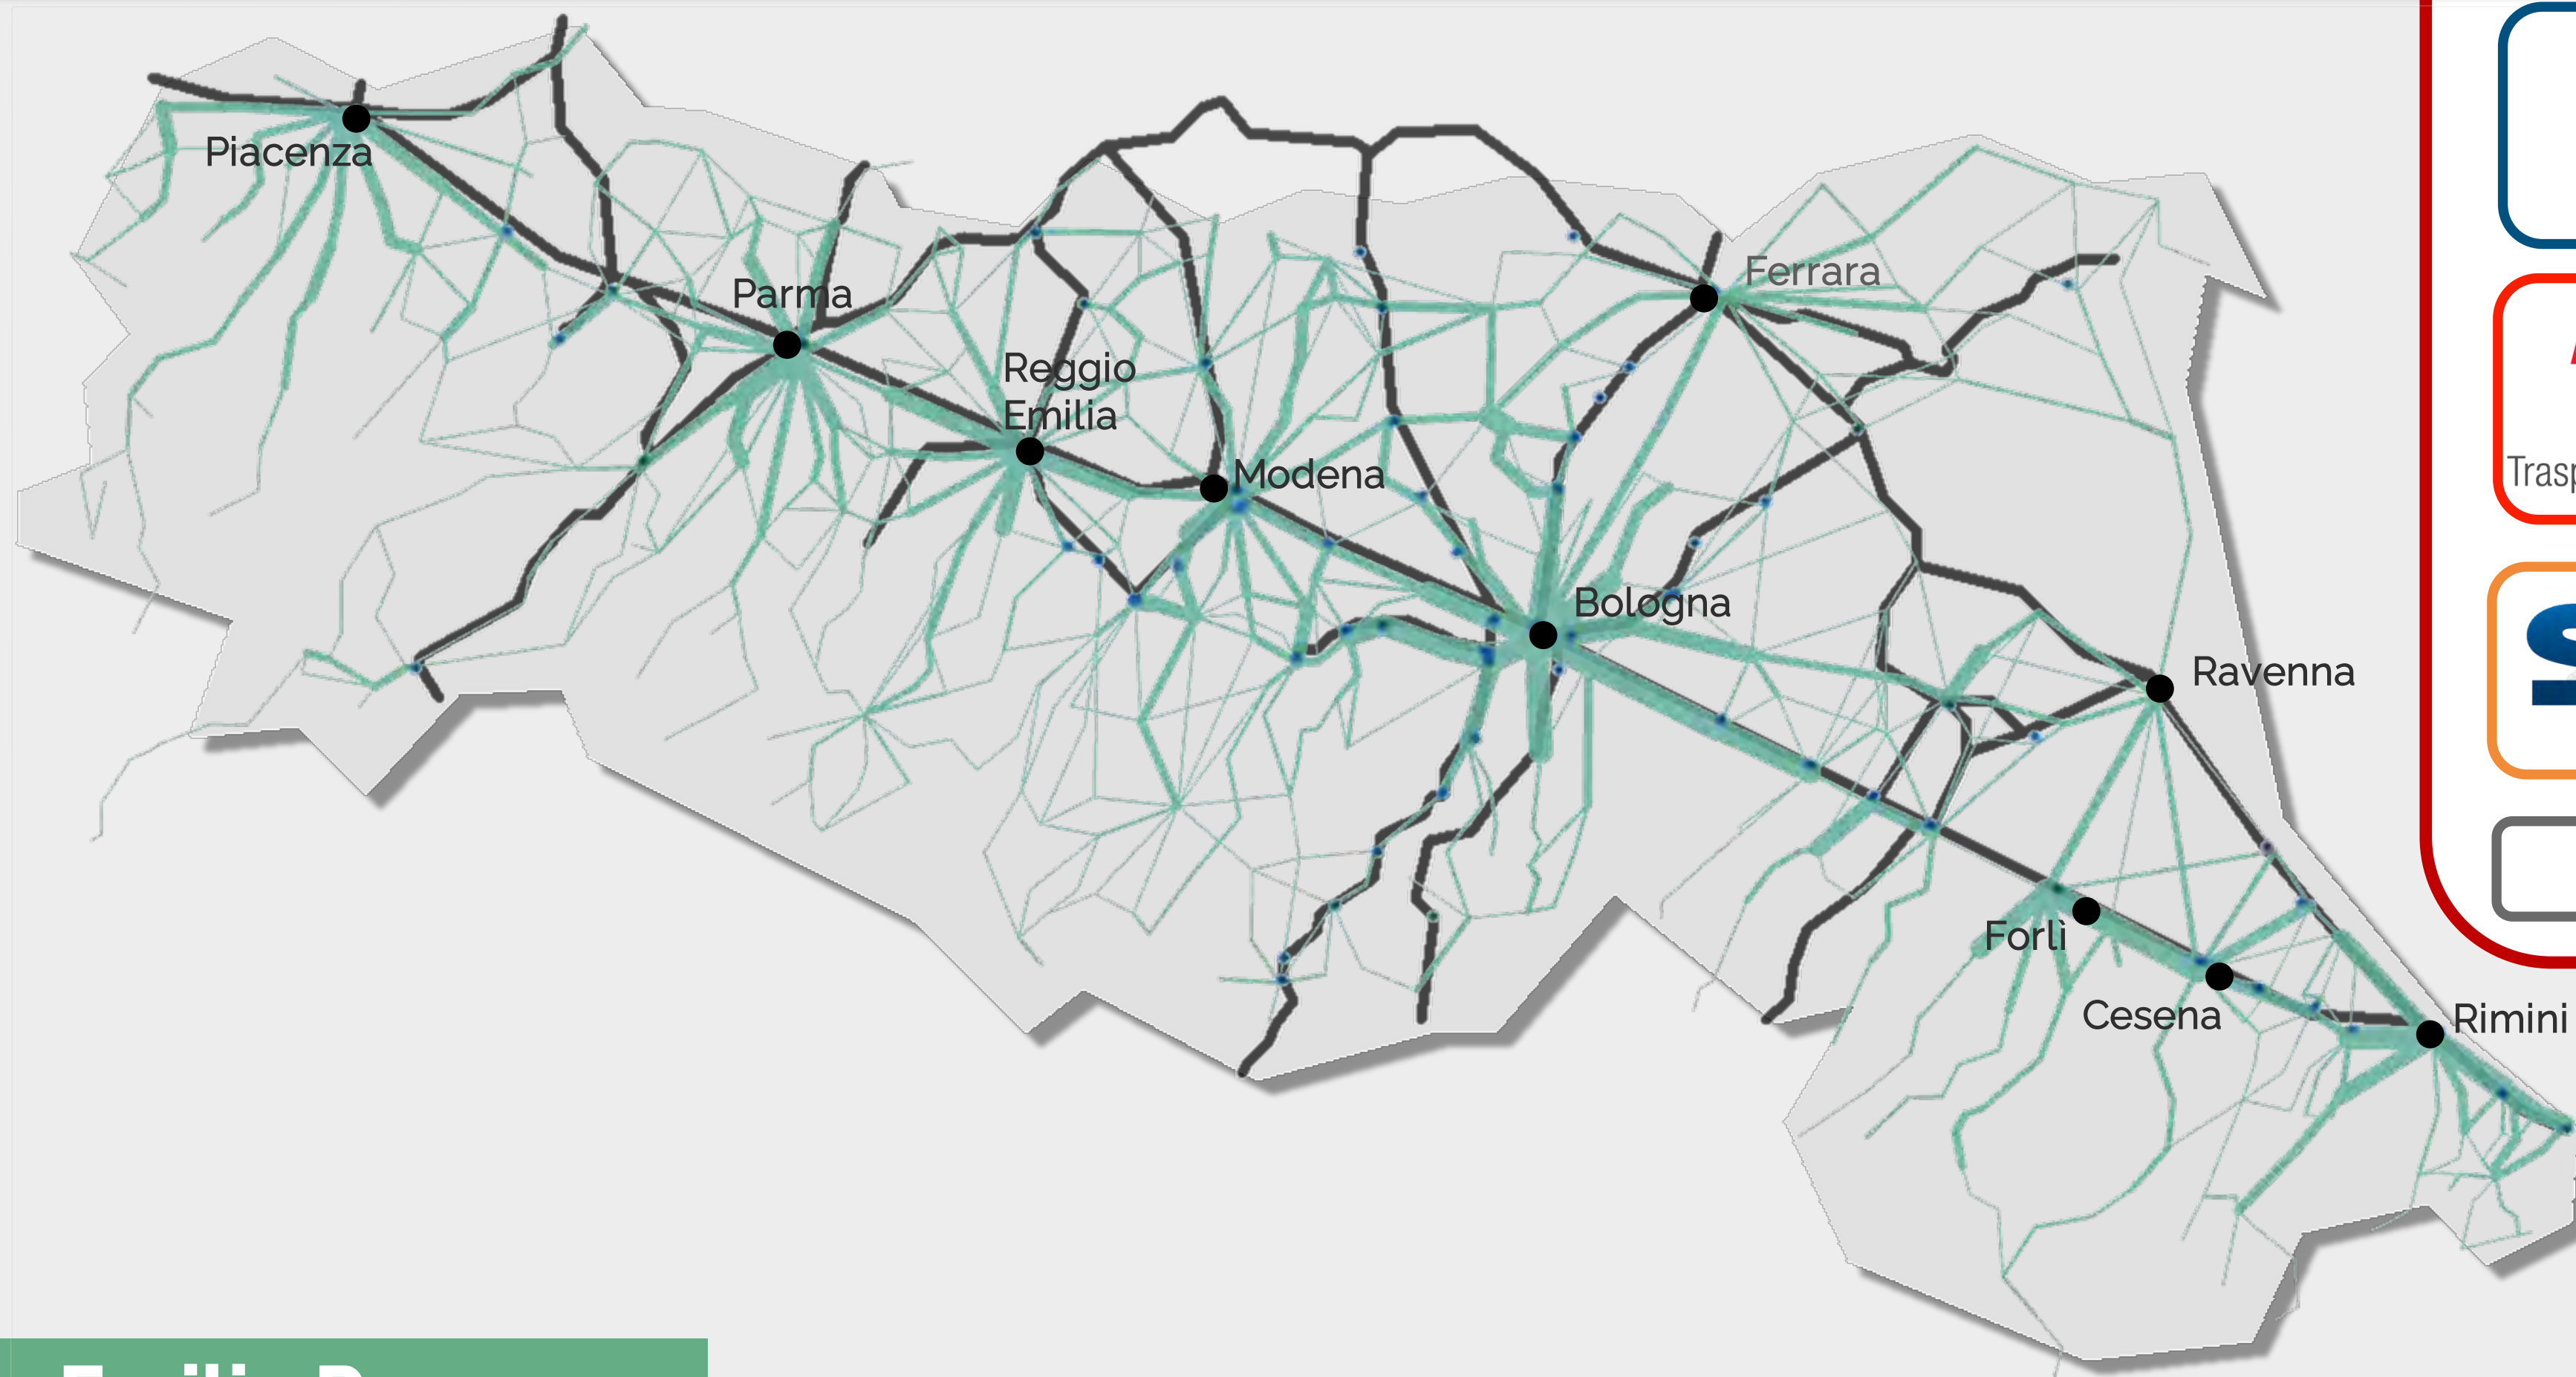 Piacenza
Parma
Ferrara
Reggio
Emilia
Modena
Bologna
Ravenna
Forlì
Cesena
Rimini